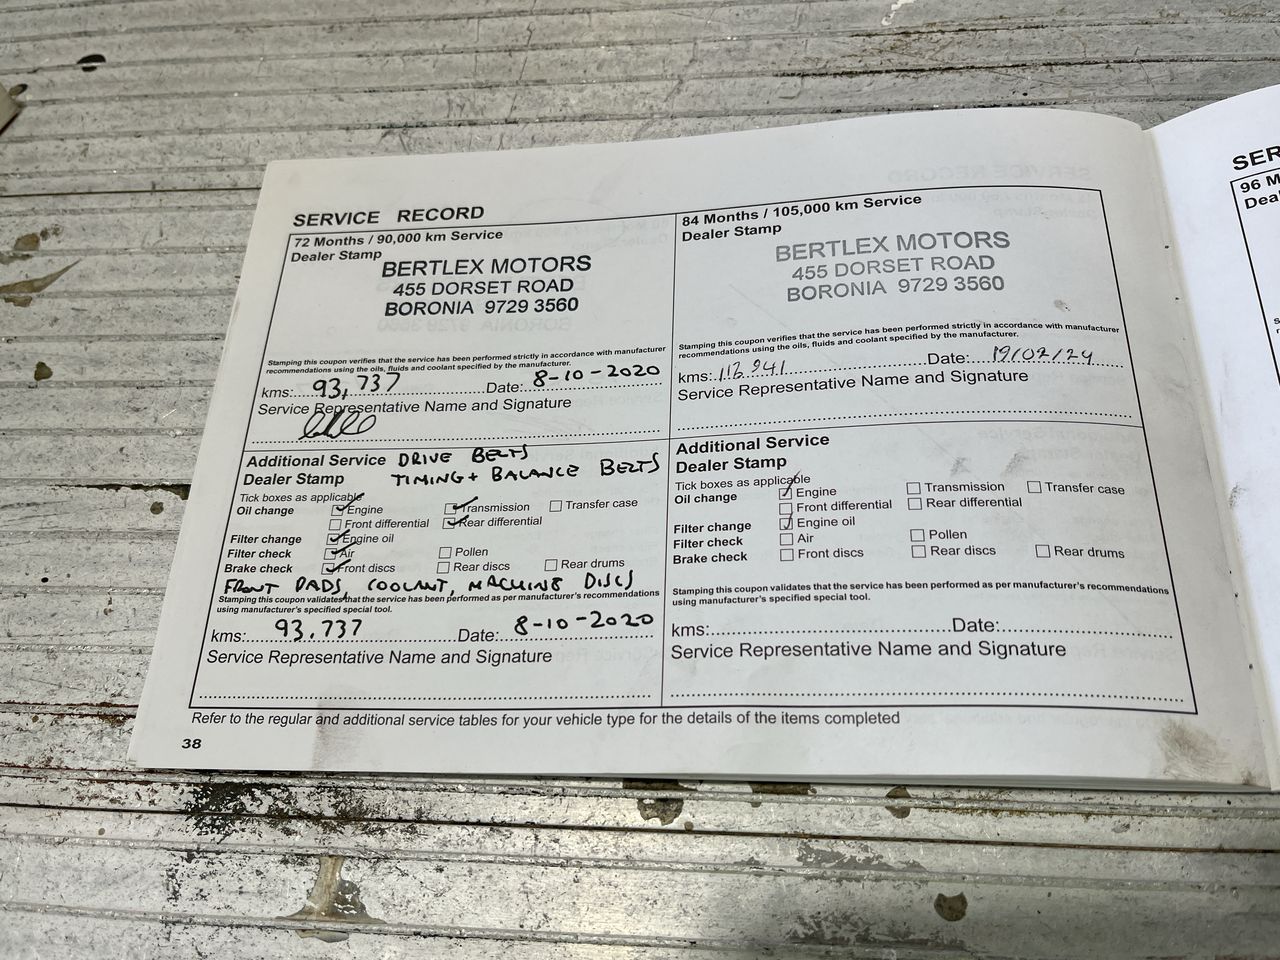 SERVICE RECORD
72 Months / 90,000 km Service
Dealer Stamp
BERTLEX MOTORS
455 DORSET ROAD
BORONIA 9729 3560
Stamping this coupon verifies that the service has been performed strictly in accordance with manufacturer
recommendations using the oils, fluids and coolant specified by the manufacturer.
kms: 93,737 Date: 8-10-2020
Service Representative Name and Signature
Additional Service DRIVE BELTS
Dealer Stamp TIMING + BALANCE BELTS
Tick boxes as applicable
Oil change Engine Transmission Transfer case
Front differential Rear differential
Filter change Engine oil
Filter check Air Pollen
Brake check Front discs Rear discs Rear drums
FRONT PADS, COOLANT, MACHINE DISCS
Stamping this coupon validates that the service has been performed as per manufacturer's recommendations
using manufacturer's specified special tool.
kms: 93.737 Date: 8-10-2020
Service Representative Name and Signature
84 Months / 105,000 km Service
Dealer Stamp
BERTLEX MOTORS
455 DORSET ROAD
BORONIA 9729 3560
Stamping this coupon verifies that the service has been performed strictly in accordance with manufacturer
recommendations using the oils, fluids and coolant specified by the manufacturer.
kms: Date: 19/02/24
Service Representative Name and Signature
Additional Service
Dealer Stamp
Tick boxes as applicable
Oil change Engine Transmission Transfer case
Front differential Rear differential
Filter change Engine oil
Filter check Air Pollen
Brake check Front discs Rear discs Rear drums
Stamping this coupon validates that the service has been performed as per manufacturer's recommendations
using manufacturer's specified special tool.
kms: Date:
Service Representative Name and Signature
Refer to the regular and additional service tables for your vehicle type for the details of the items completed
38
SER
96 M
Dea